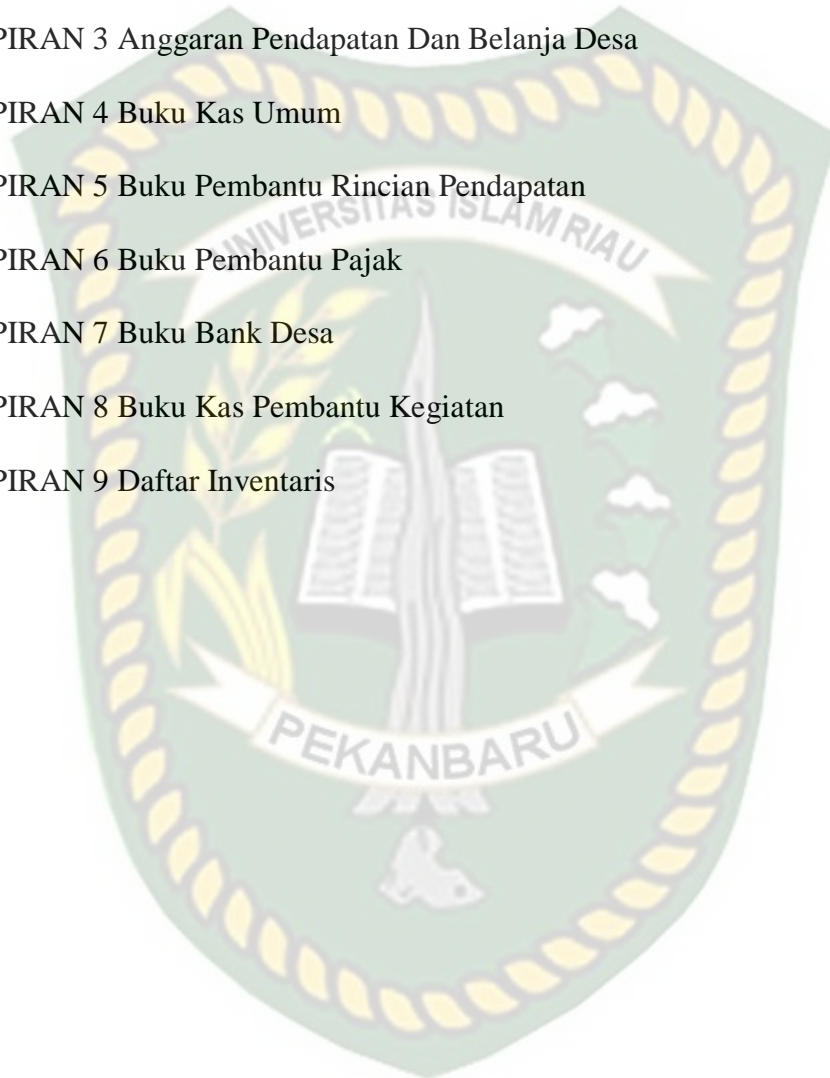 PIRAN 3 Anggaran Pendapatan Dan Belanja Desa
PIRAN 4 Buku Kas Umum
PIRAN 5 Buku Pembantu Rincian Pendapatan
UNIVERSITAS ISLAM RIAU
PIRAN 6 Buku Pembantu Pajak
PIRAN 7 Buku Bank Desa
PIRAN 8 Buku Kas Pembantu Kegiatan
PIRAN 9 Daftar Inventaris
PEKANBARU